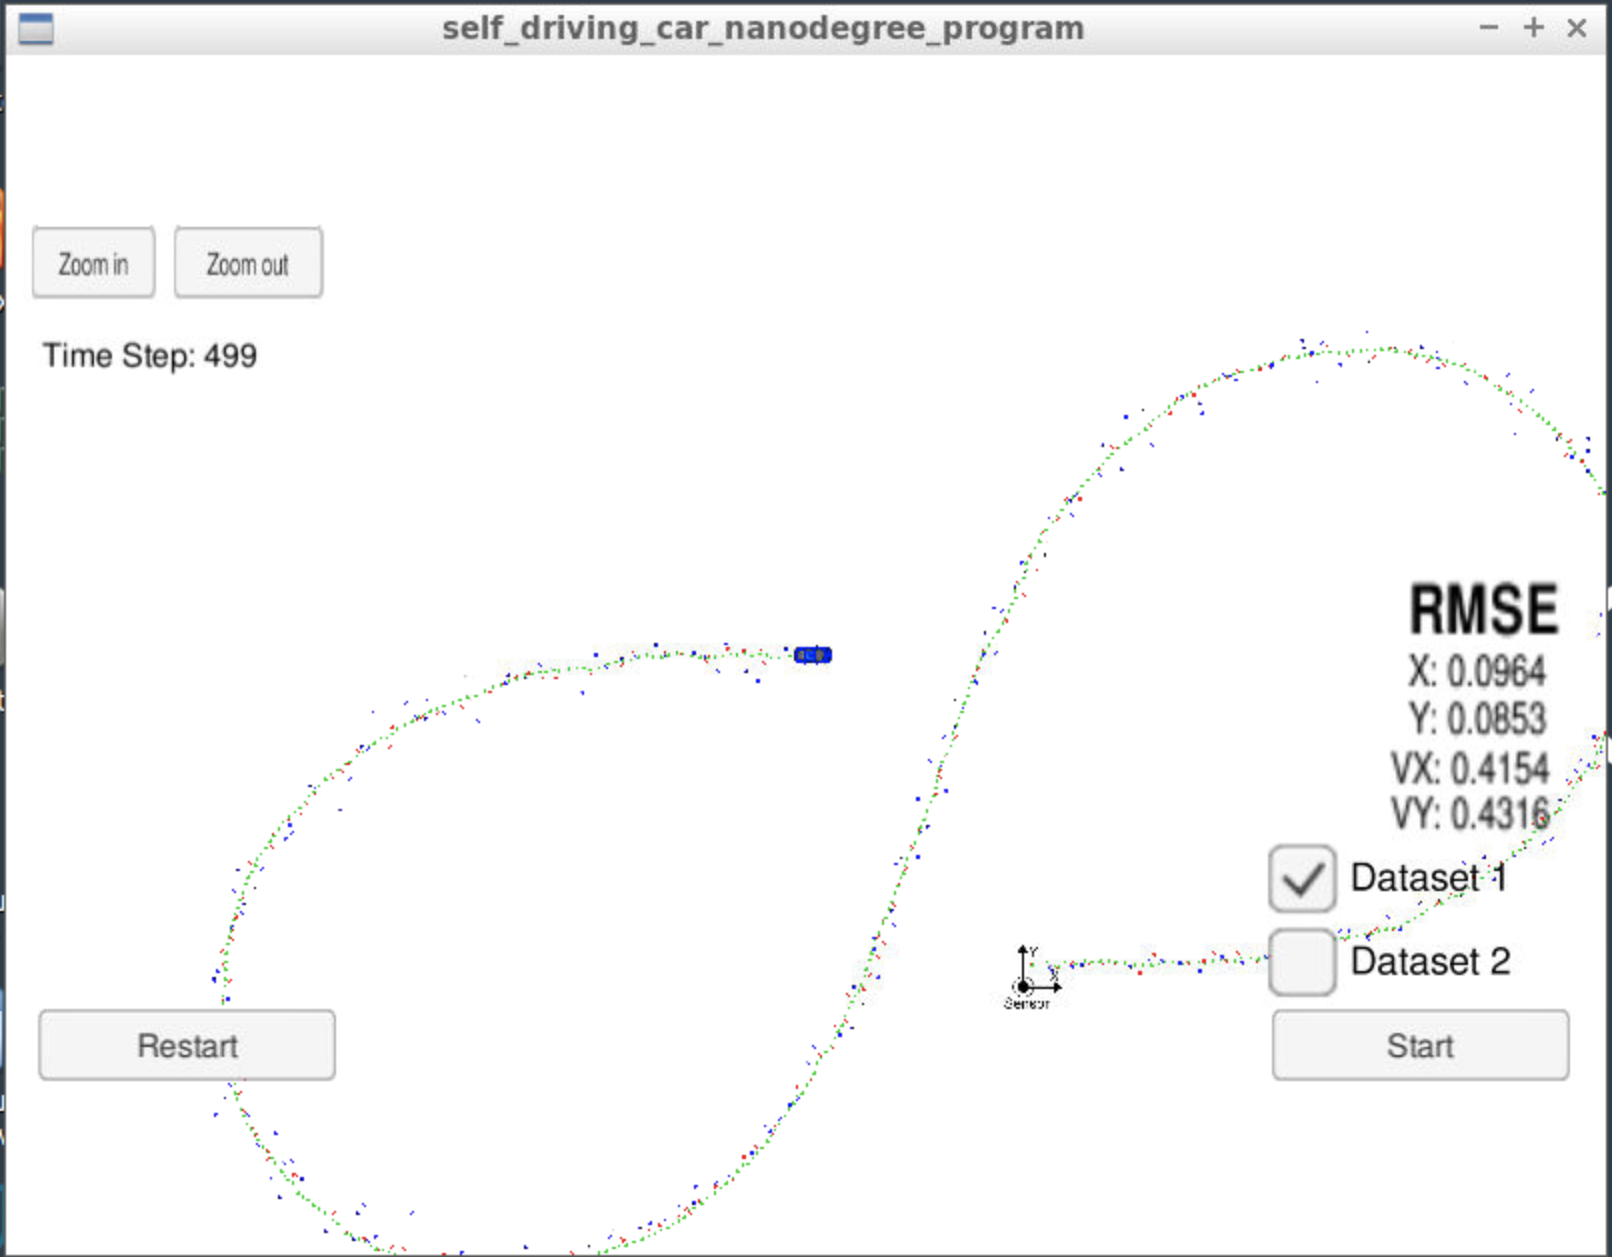 self_driving_car_nanodegree_program
Zoom in
Zoom out
Time Step: 499
RMSE
X: 0.0964
Y: 0.0853
VX: 0.4154
VY: 0.4316
Dataset 1
Dataset 2
Y
X
Sensor
Restart
Start